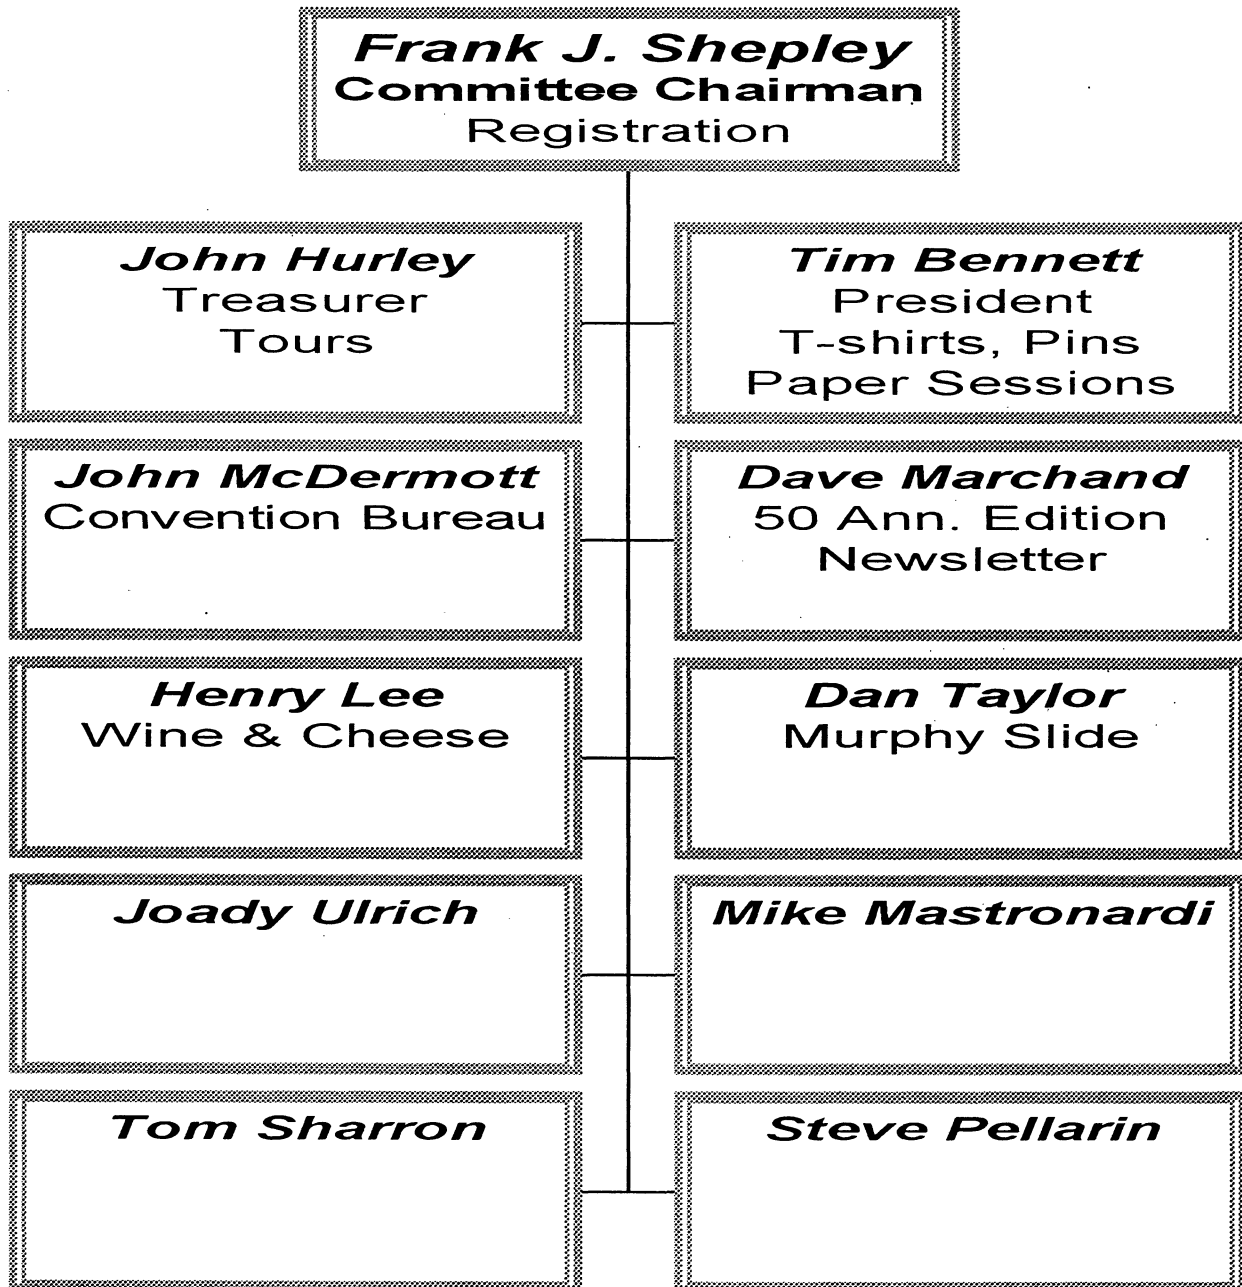 Frank J. Shepley
Committee Chairman
Registration
John Hurley
Treasurer
Tours
Tim Bennett
President
T-shirts, Pins
Paper Sessions
John McDermott
Convention Bureau
Dave Marchand
50 Ann. Edition
Newsletter
Henry Lee
Wine & Cheese
Dan Taylor
Murphy Slide
Joady Ulrich
Mike Mastronardi
Tom Sharron
Steve Pellarin